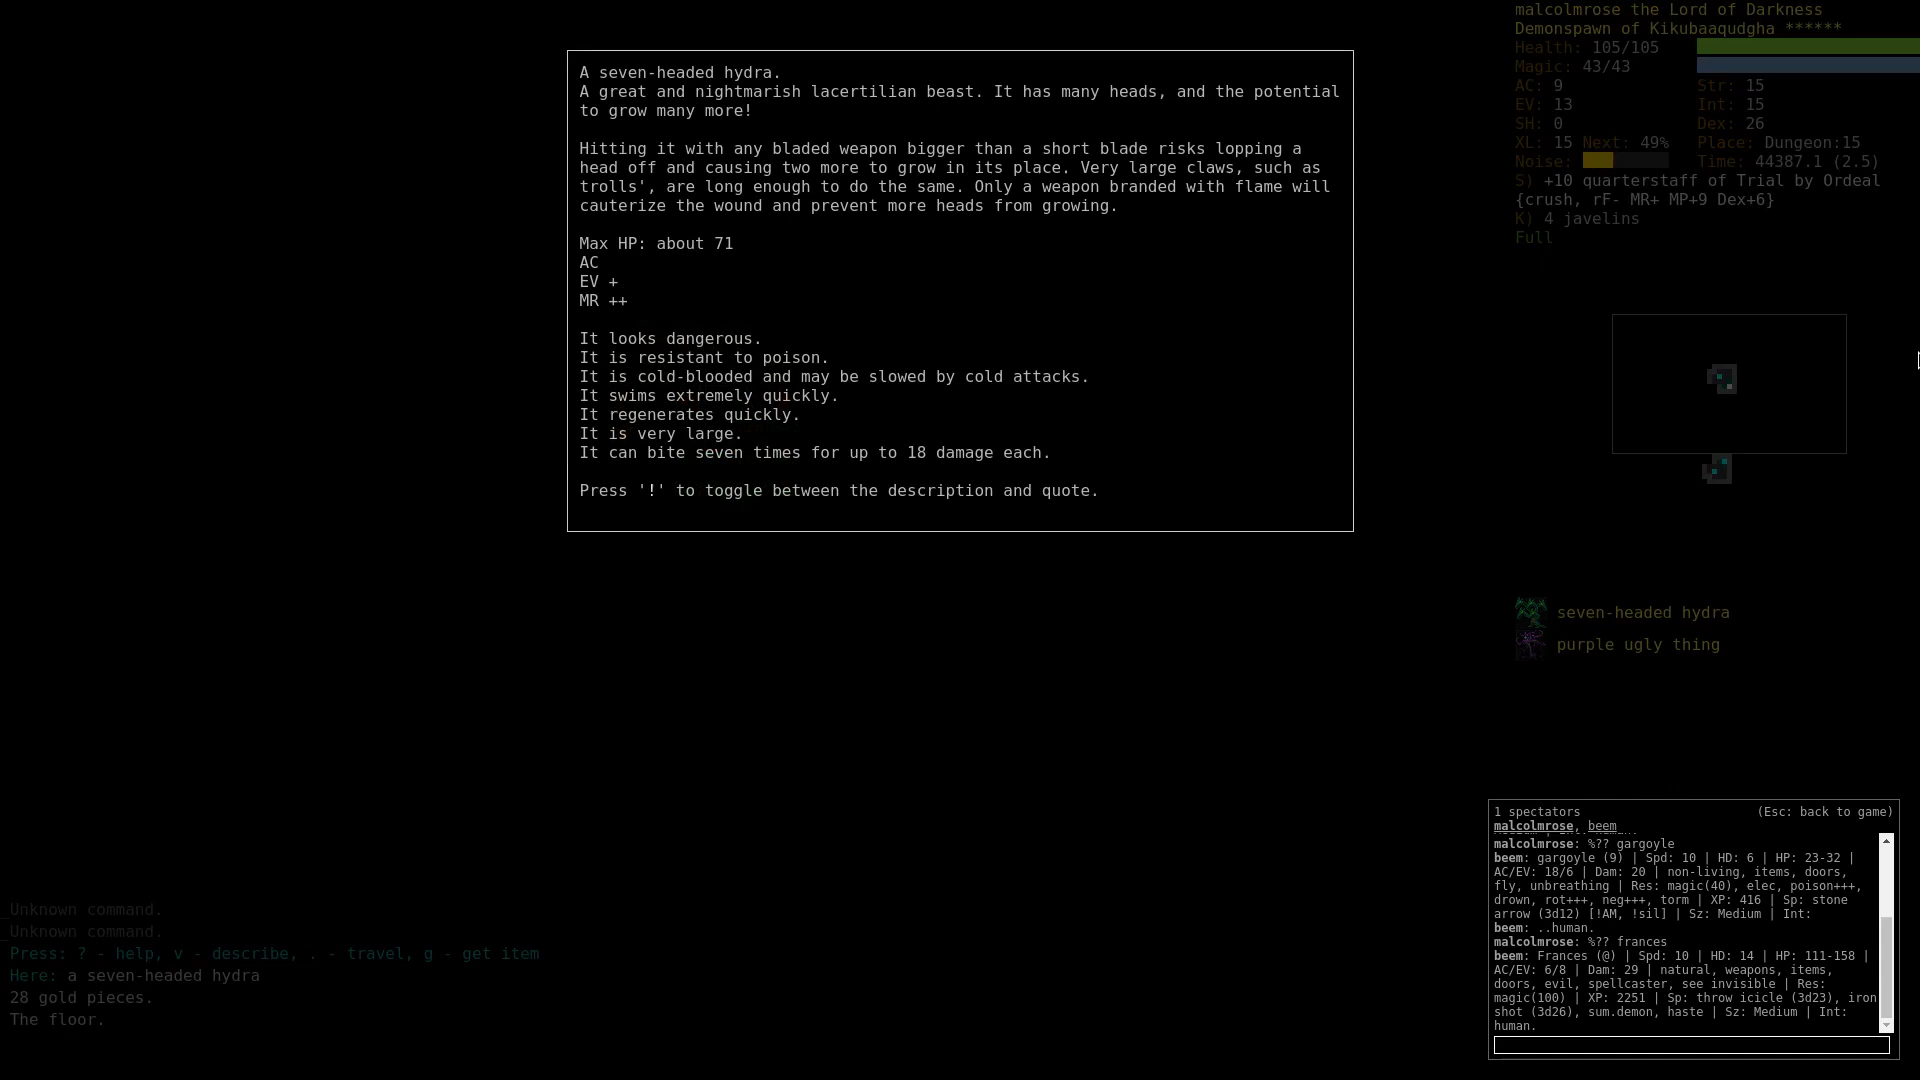 malcolmrose the Lord of Darkness
Demonspawn of Kikubaaqudgha ******
Health: 105/105
Magic: 43/43
AC: 9 Str: 15
EV: 13 Int: 15
SH: 0 Dex: 26
XL: 15 Next: 49% Place: Dungeon:15
Noise: Time: 44387.1 (2.5)
S) +10 quarterstaff of Trial by Ordeal
{crush, rF- MR+ MP+9 Dex+6}
K) 4 javelins
Full
A seven-headed hydra.
A great and nightmarish lacertilian beast. It has many heads, and the potential
to grow many more!
Hitting it with any bladed weapon bigger than a short blade risks lopping a
head off and causing two more to grow in its place. Very large claws, such as
trolls', are long enough to do the same. Only a weapon branded with flame will
cauterize the wound and prevent more heads from growing.
Max HP: about 71
AC
EV +
MR ++
It looks dangerous.
It is resistant to poison.
It is cold-blooded and may be slowed by cold attacks.
It swims extremely quickly.
It regenerates quickly.
It is very large.
It can bite seven times for up to 18 damage each.
Press '!' to toggle between the description and quote.
seven-headed hydra
purple ugly thing
_Unknown command.
_Unknown command.
Press: ? - help, v - describe, . - travel, g - get item
Here: a seven-headed hydra
28 gold pieces.
The floor.
1 spectators (Esc: back to game)
malcolmrose, beem
malcolmrose: %?? gargoyle
beem: gargoyle (9) | Spd: 10 | HD: 6 | HP: 23-32 |
AC/EV: 18/6 | Dam: 20 | non-living, items, doors,
fly, unbreathing | Res: magic(40), elec, poison+++,
drown, rot+++, neg+++, torm | XP: 416 | Sp: stone
arrow (3d12) [!AM, !sil] | Sz: Medium | Int:
beem: ..human.
malcolmrose: %?? frances
beem: Frances (@) | Spd: 10 | HD: 14 | HP: 111-158 |
AC/EV: 6/8 | Dam: 29 | natural, weapons, items,
doors, evil, spellcaster, see invisible | Res:
magic(100) | XP: 2251 | Sp: throw icicle (3d23), iron
shot (3d26), sum.demon, haste | Sz: Medium | Int:
human.